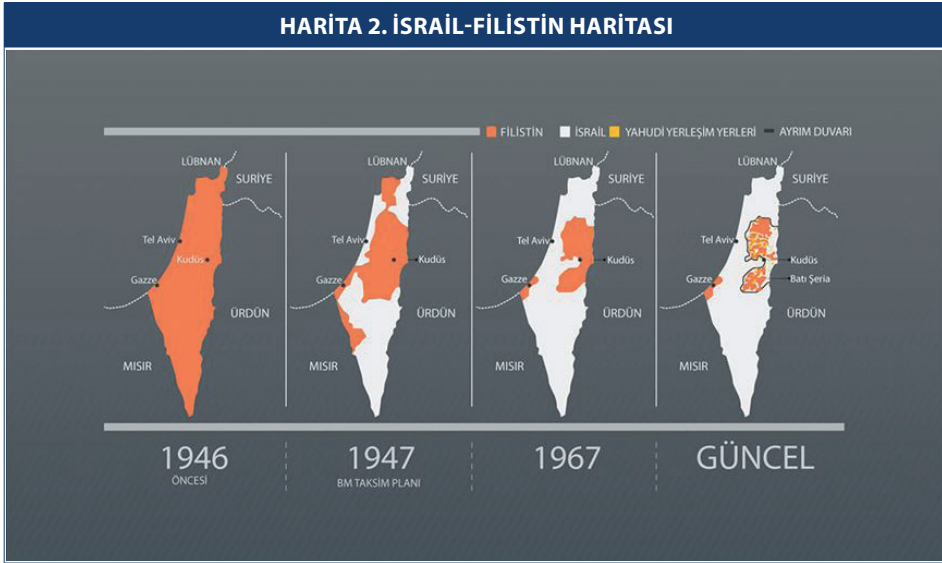 HARİTA 2. İSRAİL-FİLİSTİN HARİTASI
FİLİSTİN İSRAİL YAHUDİ YERLEŞİM YERLERİ AYRIM DUVARI
LÜBNAN
SURİYE
Tel Aviv
Kudüs
Gazze
ÜRDÜN
MISIR
LÜBNAN
SURİYE
Tel Aviv
Kudüs
Gazze
ÜRDÜN
MISIR
LÜBNAN
SURİYE
Tel Aviv
Kudüs
Gazze
ÜRDÜN
MISIR
LÜBNAN
SURİYE
Tel Aviv
Kudüs
Gazze
Batı Şeria
ÜRDÜN
MISIR
1946
ÖNCESİ
1947
BM TAKSİM PLANI
1967
GÜNCEL